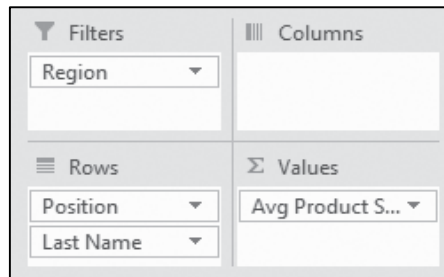 Filters
Columns
Region
Rows
Σ Values
Position
Avg Product S...
Last Name